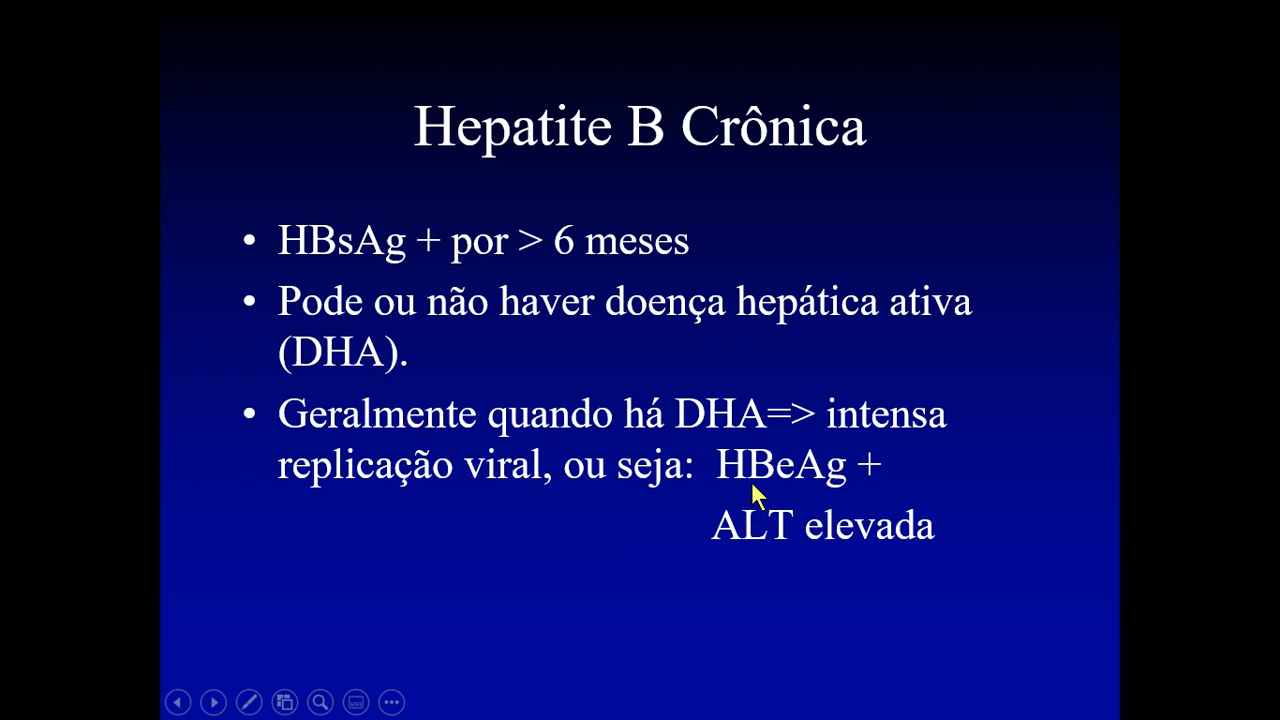 Hepatite B Crônica
• HBsAg + por > 6 meses
• Pode ou não haver doença hepática ativa
(DHA).
• Geralmente quando há DHA=> intensa
replicação viral, ou seja: HBeAg +
ALT elevada